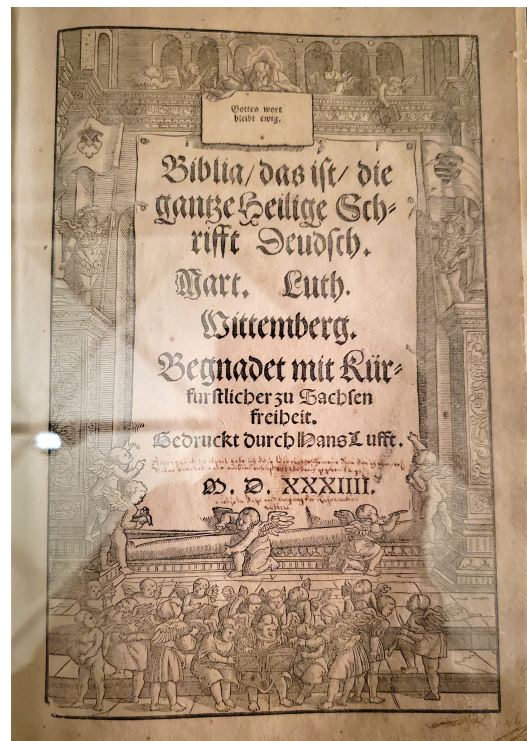 Gottes wort
bleibt ewig.
Biblia/ das ist/ die
gantze Heilige Sch-
rifft Deudsch.
Mart. Luth.
Wittemberg.
Begnadet mit Kür-
furstlicher zu Sachsen
freiheit.
Gedruckt durch Hans Lufft.
M. D. XXXIIII.